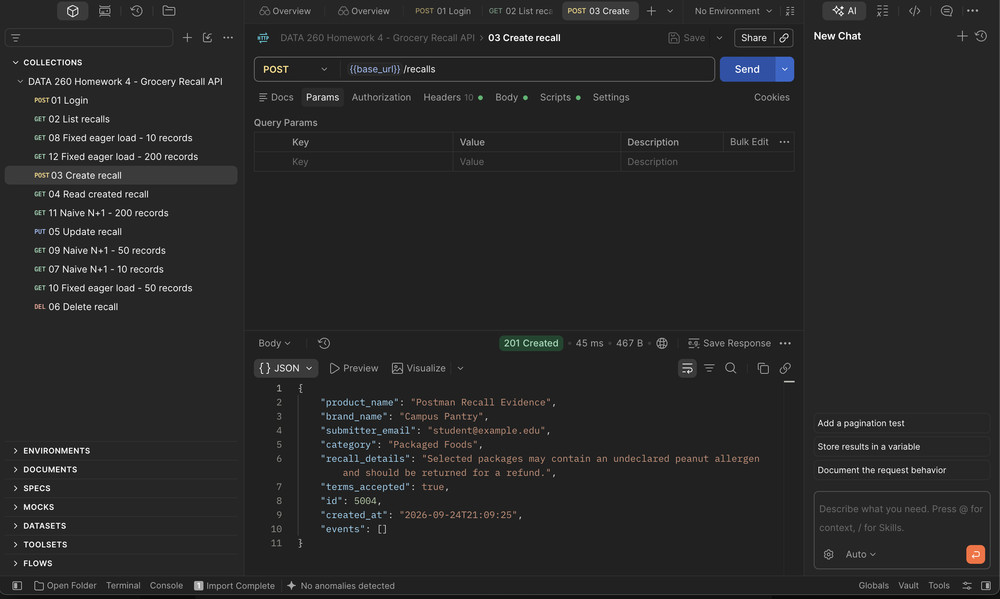 Overview
Overview
POST 01 Login
GET 02 List reca
POST 03 Create
No Environment
AI
COLLECTIONS
DATA 260 Homework 4 - Grocery Recall API
POST 01 Login
GET 02 List recalls
GET 08 Fixed eager load - 10 records
GET 12 Fixed eager load - 200 records
POST 03 Create recall
GET 04 Read created recall
GET 11 Naive N+1 - 200 records
PUT 05 Update recall
GET 09 Naive N+1 - 50 records
GET 07 Naive N+1 - 10 records
GET 10 Fixed eager load - 50 records
DEL 06 Delete recall
ENVIRONMENTS
DOCUMENTS
SPECS
MOCKS
DATASETS
TOOLSETS
FLOWS
HTTP DATA 260 Homework 4 - Grocery Recall API > 03 Create recall
Save
Share
POST {{base_url}}/recalls
Send
Docs Params Authorization Headers 10 Body Scripts Settings Cookies
Query Params
Key Value Description Bulk Edit
Key Value Description
Body
201 Created • 45 ms • 467 B
e.g. Save Response
{} JSON Preview Visualize
1 {
2 "product_name": "Postman Recall Evidence",
3 "brand_name": "Campus Pantry",
4 "submitter_email": "student@example.edu",
5 "category": "Packaged Foods",
6 "recall_details": "Selected packages may contain an undeclared peanut allergen
and should be returned for a refund.",
7 "terms_accepted": true,
8 "id": 5004,
9 "created_at": "2026-09-24T21:09:25",
10 "events": []
11 }
New Chat
Add a pagination test
Store results in a variable
Document the request behavior
Describe what you need. Press @ for
context, / for Skills.
Auto
Open Folder Terminal Console 1 Import Complete No anomalies detected
Globals Vault Tools